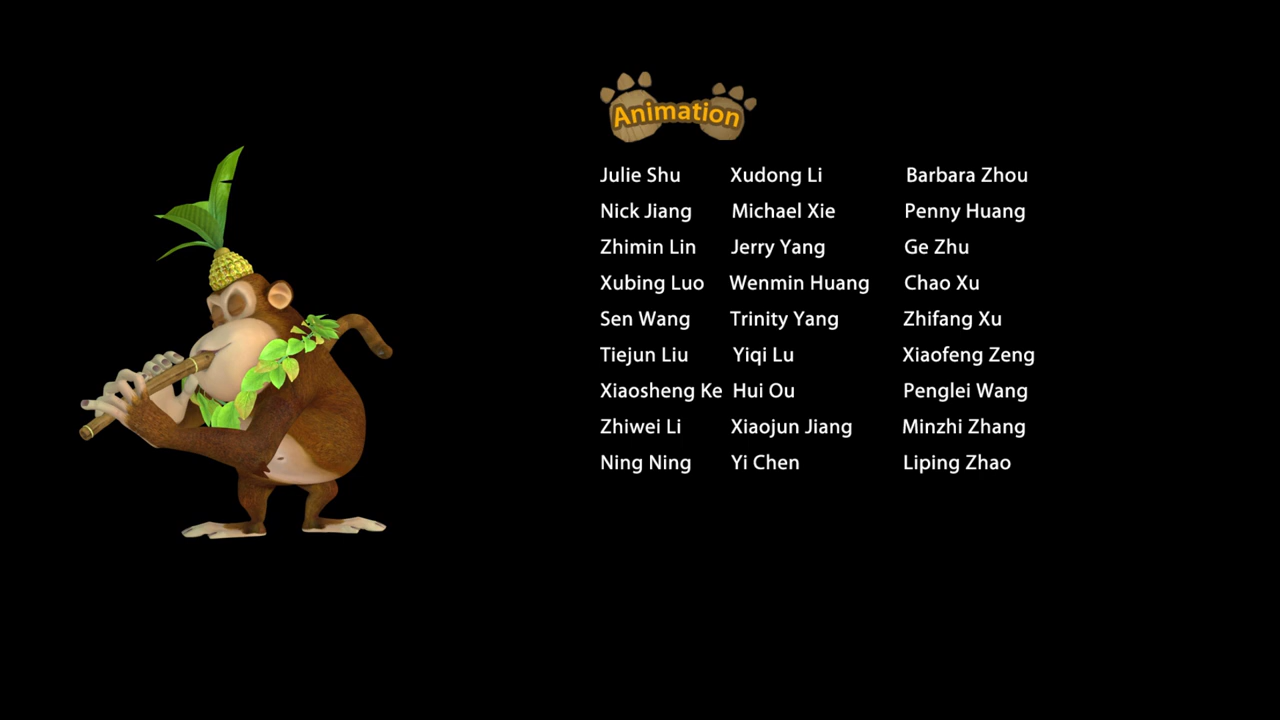 Animation
Julie Shu Xudong Li Barbara Zhou
Nick Jiang Michael Xie Penny Huang
Zhimin Lin Jerry Yang Ge Zhu
Xubing Luo Wenmin Huang Chao Xu
Sen Wang Trinity Yang Zhifang Xu
Tiejun Liu Yiqi Lu Xiaofeng Zeng
Xiaosheng Ke Hui Ou Penglei Wang
Zhiwei Li Xiaojun Jiang Minzhi Zhang
Ning Ning Yi Chen Liping Zhao